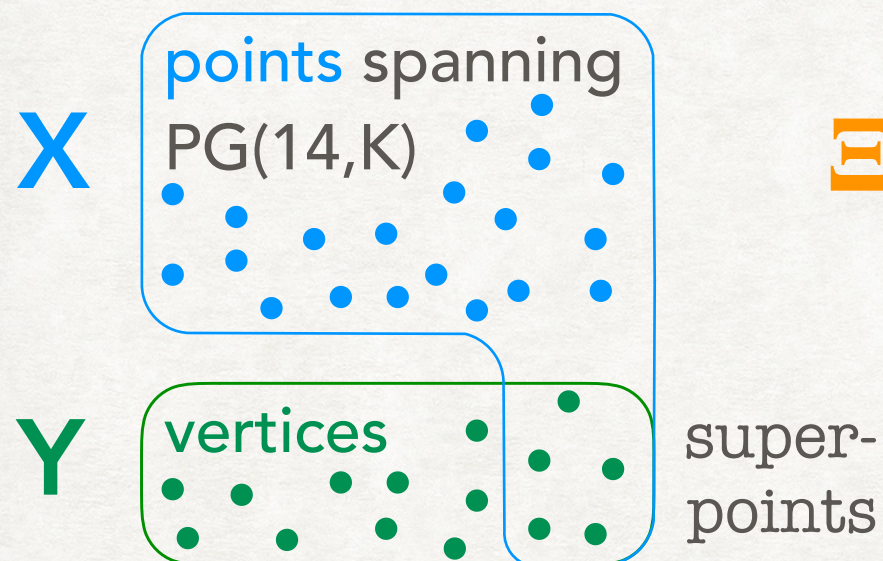 points spanning
X
PG(14,K)
Ξ
Y
vertices
super-
points